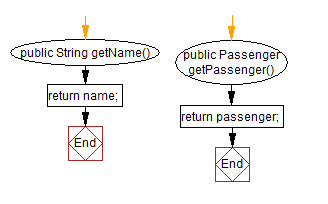 public String getName()
return name;
End
public Passenger
getPassenger()
return passenger;
End